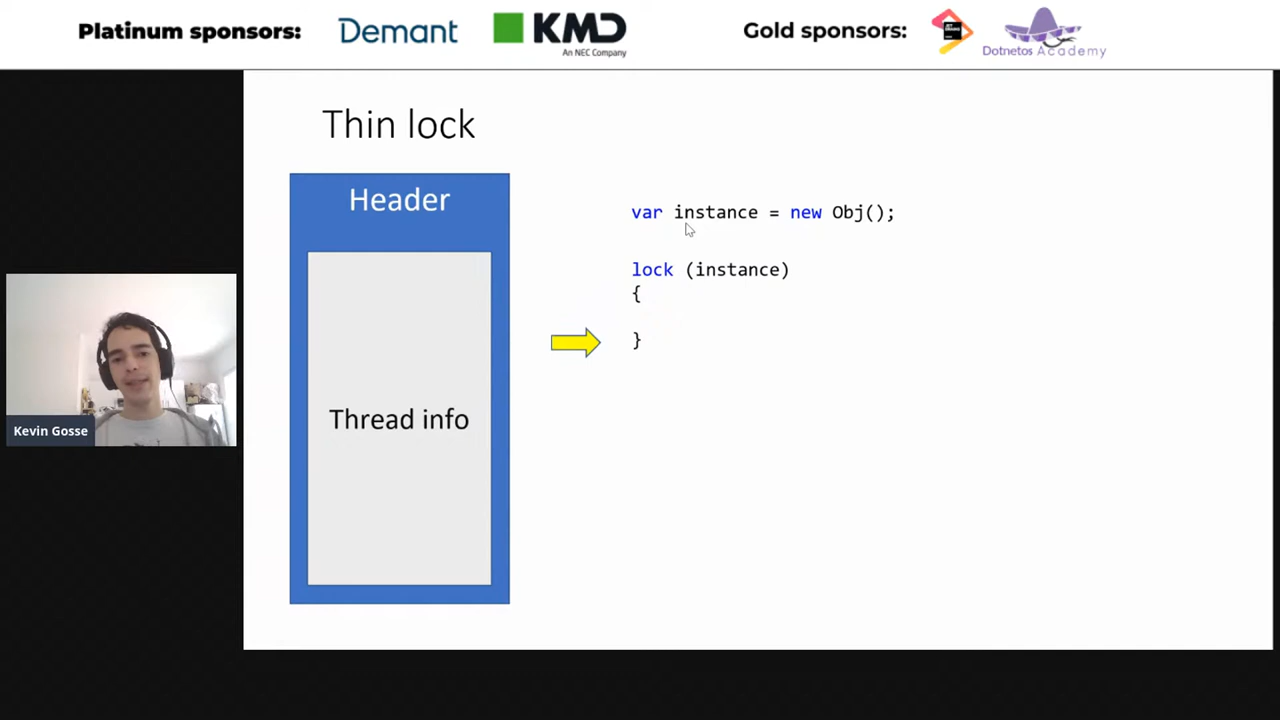 Platinum sponsors:
Demant
KMD
An NEC Company
Gold sponsors:
Dotnetos Academy
Thin lock
Header
Thread info
var instance = new Obj();
lock (instance)
{
}
Kevin Gosse